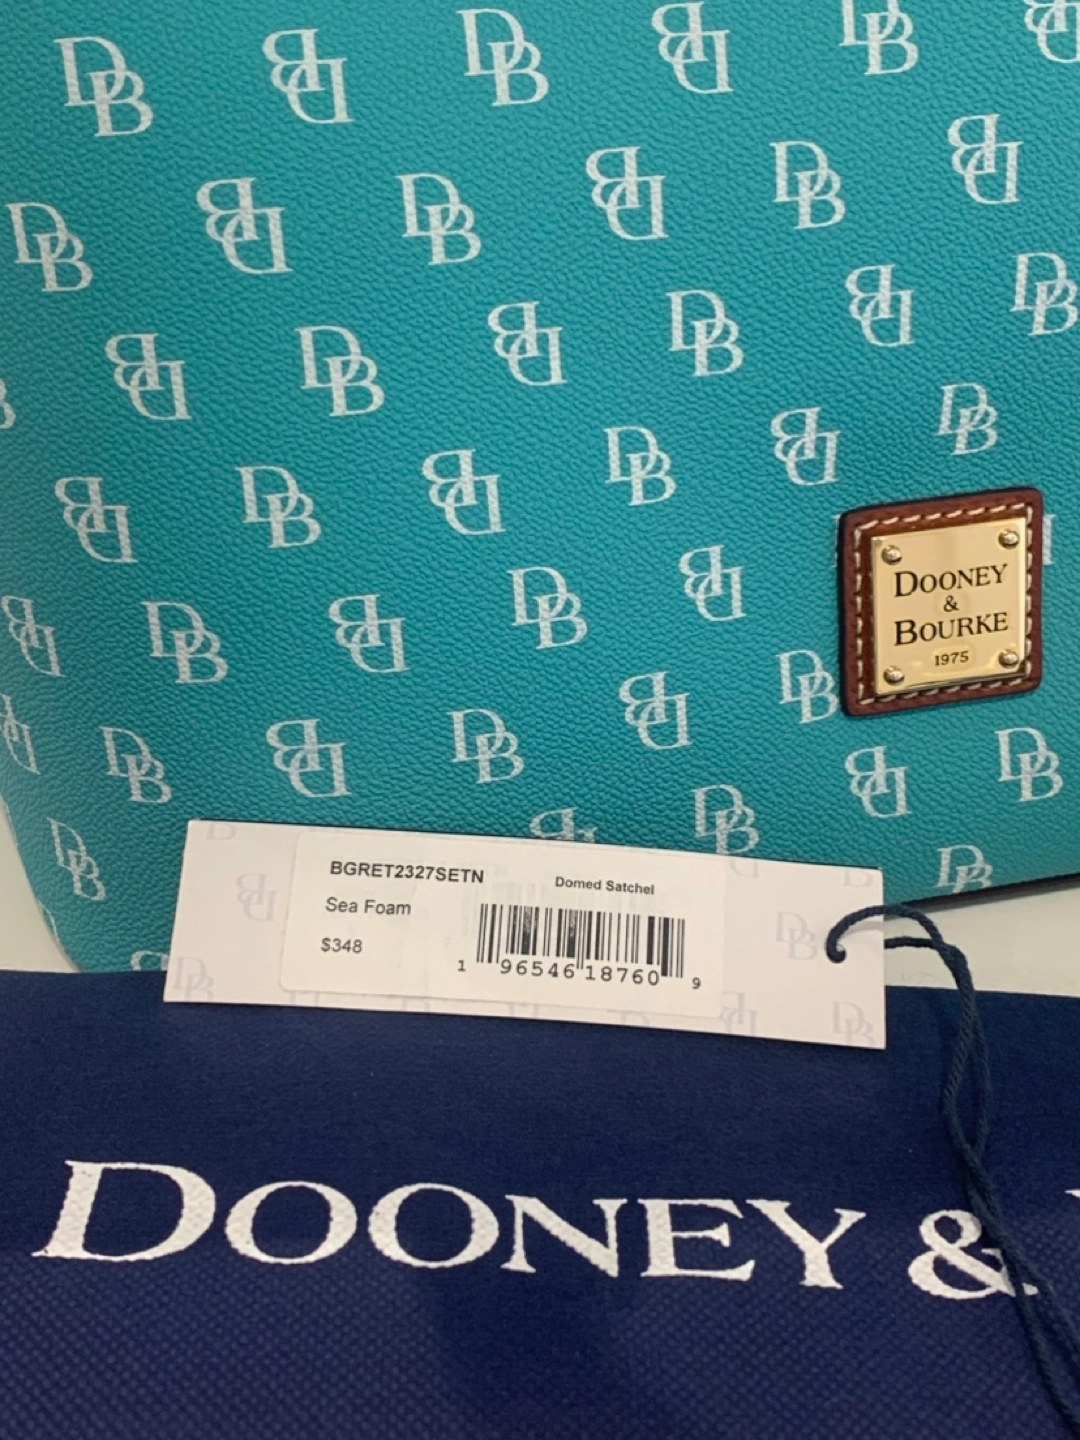 DOONEY
&
BOURKE
1975
BGRET2327SETN
Domed Satchel
Sea Foam
$348
1 96546 18760 9
DOONEY &